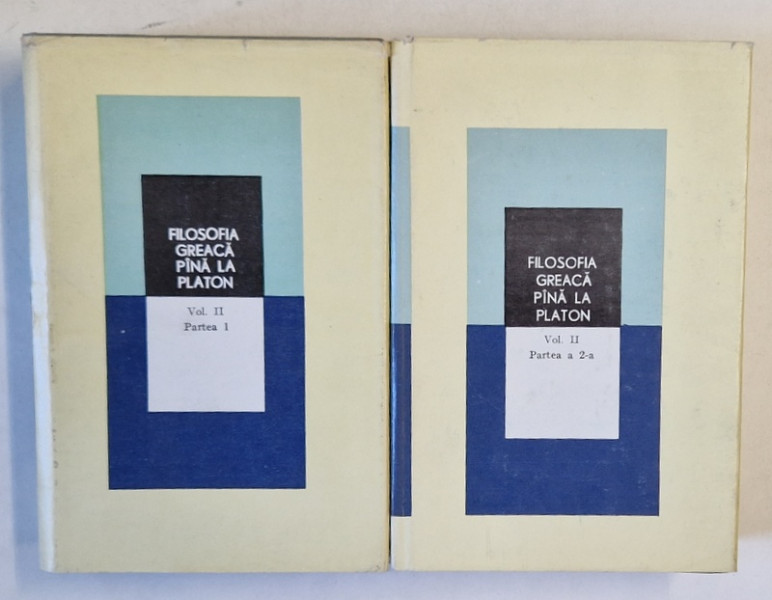 FILOSOFIA
GREACĂ
PÎNĂ LA
PLATON
Vol. II
Partea 1
FILOSOFIA
GREACĂ
PÎNĂ LA
PLATON
Vol. II
Partea a 2-a